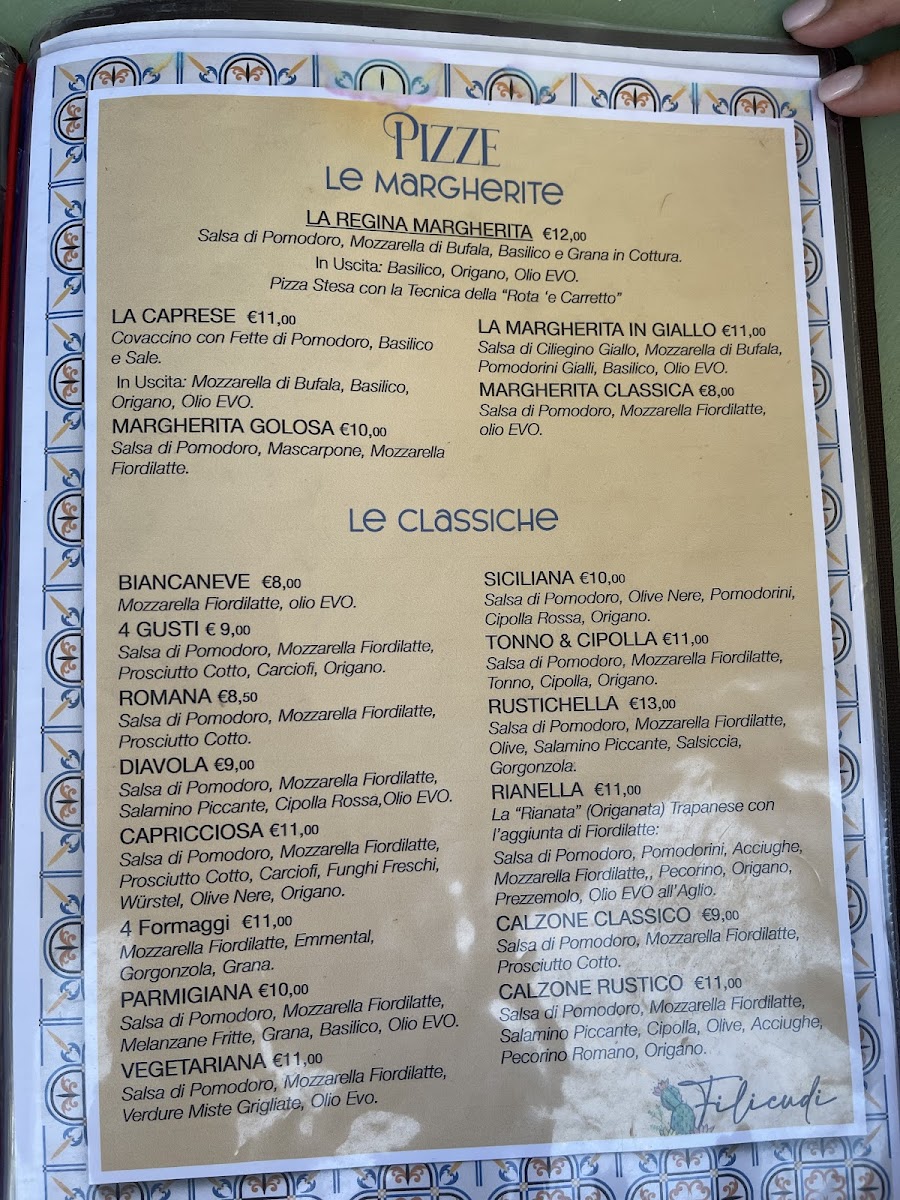 PIZZE
Le Margherite
LA REGINA MARGHERITA €12,00
Salsa di Pomodoro, Mozzarella di Bufala, Basilico e Grana in Cottura.
In Uscita: Basilico, Origano, Olio EVO.
Pizza Stesa con la Tecnica della “Rota ‘e Carretto”
LA CAPRESE €11,00
Covaccino con Fette di Pomodoro, Basilico
e Sale.
In Uscita: Mozzarella di Bufala, Basilico,
Origano, Olio EVO.
MARGHERITA GOLOSA €10,00
Salsa di Pomodoro, Mascarpone, Mozzarella
Fiordilatte.
LA MARGHERITA IN GIALLO €11,00
Salsa di Ciliegino Giallo, Mozzarella di Bufala,
Pomodorini Gialli, Basilico, Olio EVO.
MARGHERITA CLASSICA €8,00
Salsa di Pomodoro, Mozzarella Fiordilatte,
olio EVO.
Le Classiche
BIANCANEVE €8,00
Mozzarella Fiordilatte, olio EVO.
4 GUSTI € 9,00
Salsa di Pomodoro, Mozzarella Fiordilatte,
Prosciutto Cotto, Carciofi, Origano.
ROMANA €8,50
Salsa di Pomodoro, Mozzarella Fiordilatte,
Prosciutto Cotto.
DIAVOLA €9,00
Salsa di Pomodoro, Mozzarella Fiordilatte,
Salamino Piccante, Cipolla Rossa,Olio EVO.
CAPRICCIOSA €11,00
Salsa di Pomodoro, Mozzarella Fiordilatte,
Prosciutto Cotto, Carciofi, Funghi Freschi,
Würstel, Olive Nere, Origano.
4 Formaggi €11,00
Mozzarella Fiordilatte, Emmental,
Gorgonzola, Grana.
PARMIGIANA €10,00
Salsa di Pomodoro, Mozzarella Fiordilatte,
Melanzane Fritte, Grana, Basilico, Olio EVO.
VEGETARIANA €11,00
Salsa di Pomodoro, Mozzarella Fiordilatte,
Verdure Miste Grigliate, Olio Evo.
SICILIANA €10,00
Salsa di Pomodoro, Olive Nere, Pomodorini,
Cipolla Rossa, Origano.
TONNO & CIPOLLA €11,00
Salsa di Pomodoro, Mozzarella Fiordilatte,
Tonno, Cipolla, Origano.
RUSTICHELLA €13,00
Salsa di Pomodoro, Mozzarella Fiordilatte,
Olive, Salamino Piccante, Salsiccia,
Gorgonzola.
RIANELLA €11,00
La “Rianata” (Origanata) Trapanese con
l’aggiunta di Fiordilatte:
Salsa di Pomodoro, Pomodorini, Acciughe,
Mozzarella Fiordilatte,, Pecorino, Origano,
Prezzemolo, Olio EVO all’Aglio.
CALZONE CLASSICO €9,00
Salsa di Pomodoro, Mozzarella Fiordilatte,
Prosciutto Cotto.
CALZONE RUSTICO €11,00
Salsa di Pomodoro, Mozzarella Fiordilatte,
Salamino Piccante, Cipolla, Olive, Acciughe,
Pecorino Romano, Origano.
Filicudi